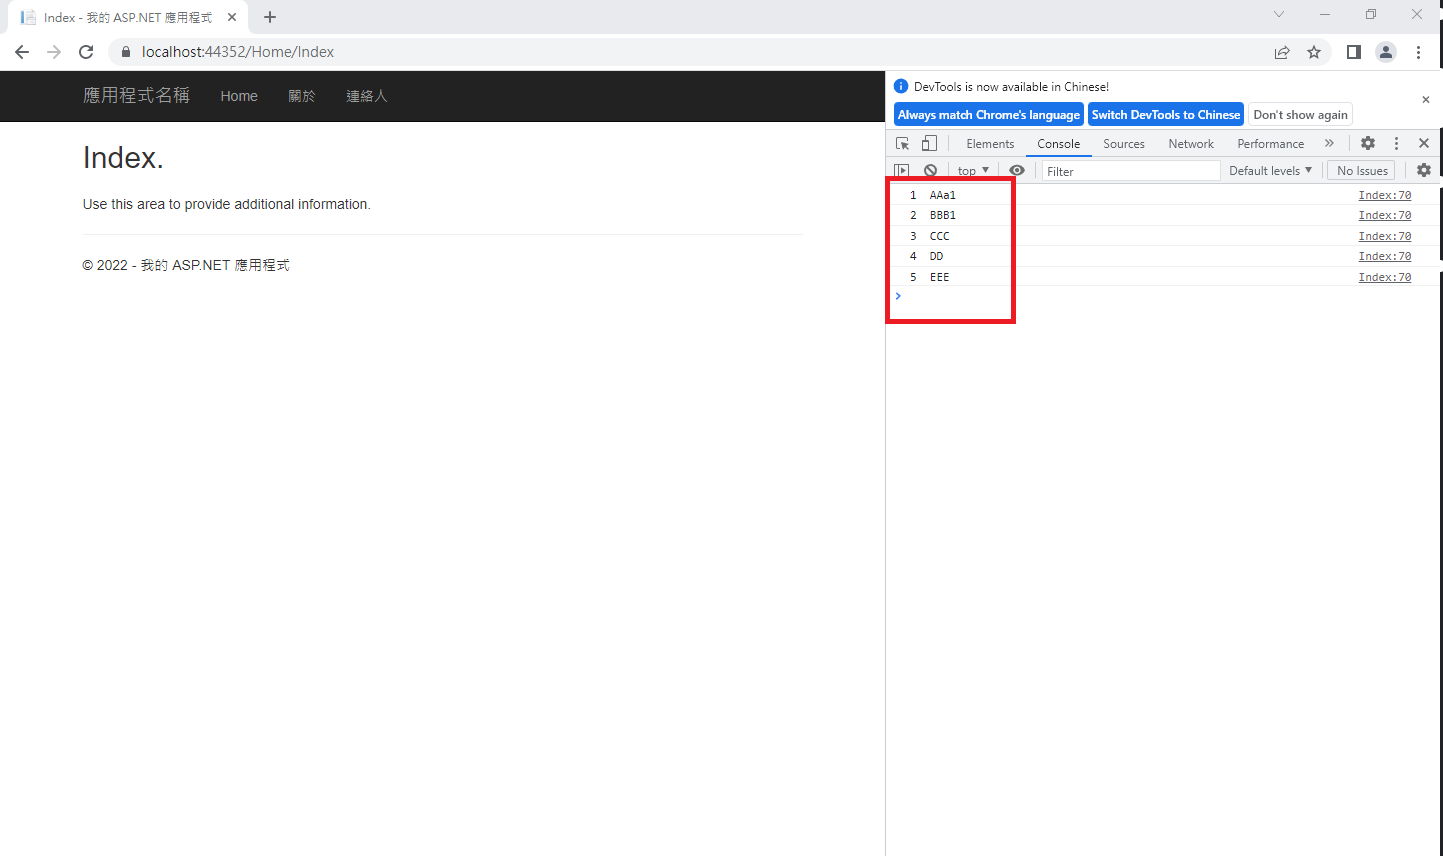 Index - 我的 ASP.NET 應用程式
localhost:44352/Home/Index
應用程式名稱 Home 關於 連絡人
Index.
Use this area to provide additional information.
© 2022 - 我的 ASP.NET 應用程式
DevTools is now available in Chinese!
Always match Chrome's language Switch DevTools to Chinese Don't show again
Elements Console Sources Network Performance
top Filter Default levels No Issues
1 AAa1 Index:70
2 BBB1 Index:70
3 CCC Index:70
4 DD Index:70
5 EEE Index:70